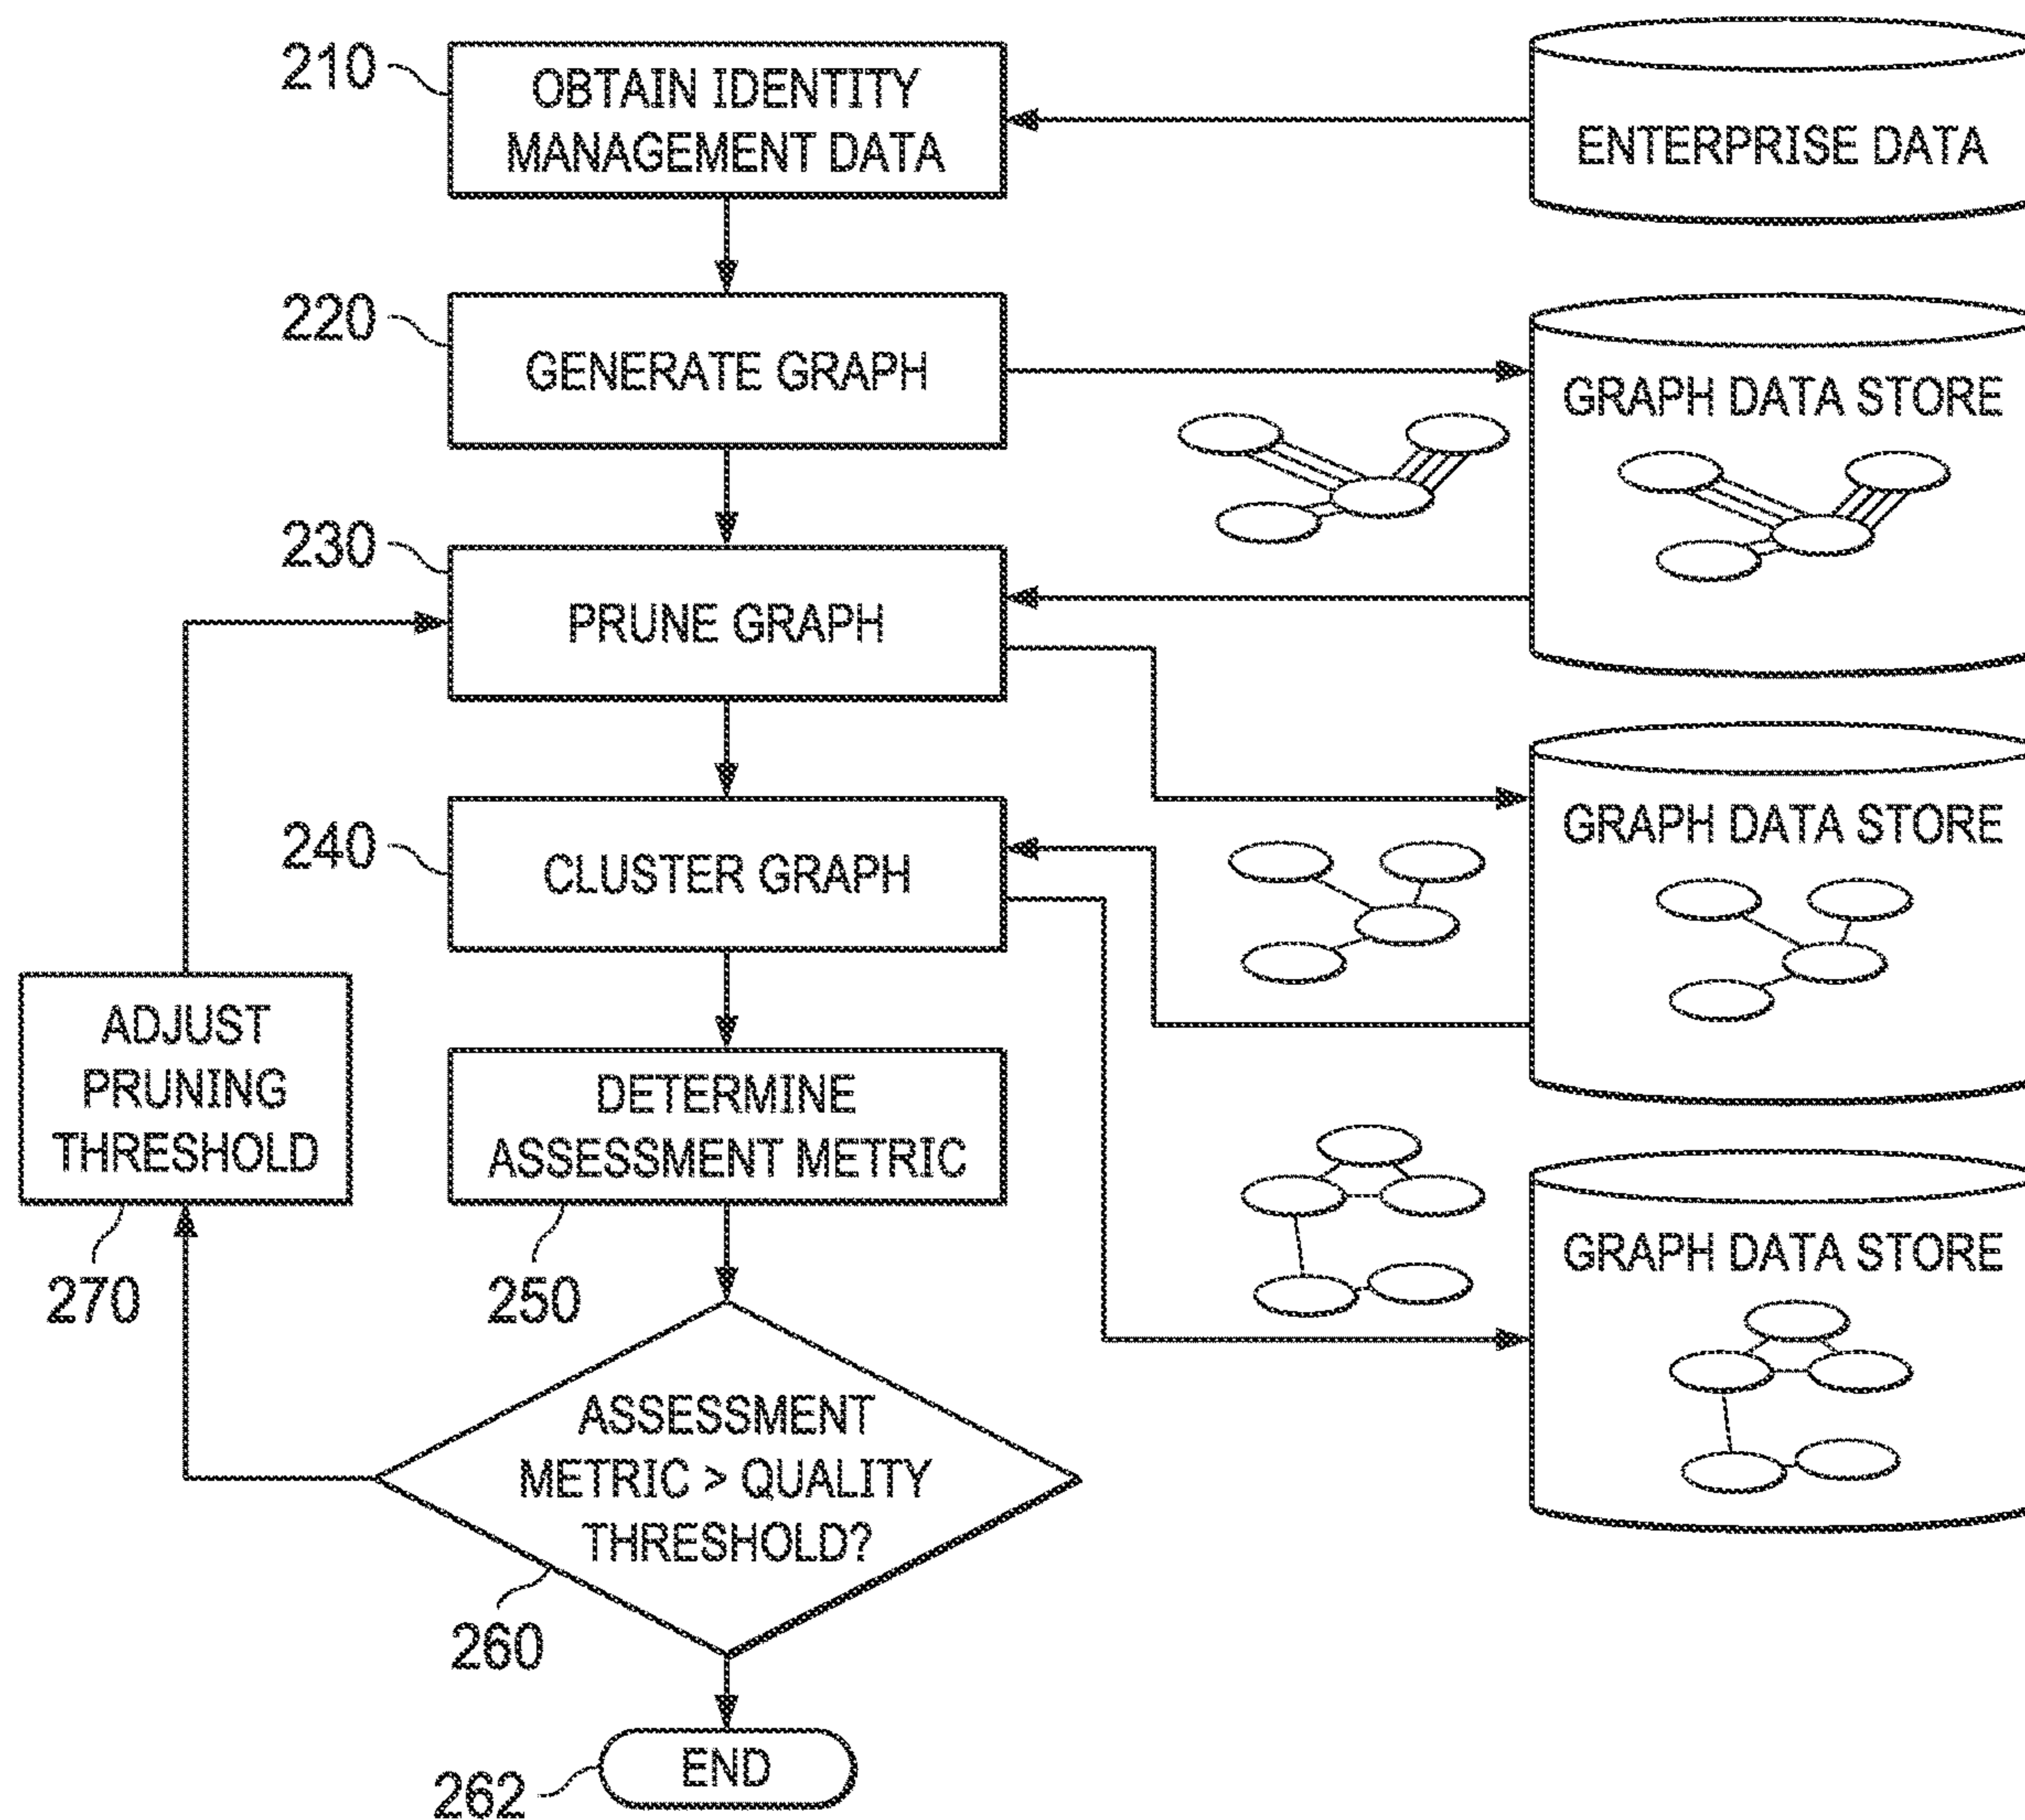 210
OBTAIN IDENTITY
MANAGEMENT DATA
ENTERPRISE DATA
220
GENERATE GRAPH
GRAPH DATA STORE
230
PRUNE GRAPH
240
CLUSTER GRAPH
GRAPH DATA STORE
ADJUST
PRUNING
THRESHOLD
270
DETERMINE
ASSESSMENT METRIC
250
GRAPH DATA STORE
ASSESSMENT
METRIC > QUALITY
THRESHOLD?
260
END
262